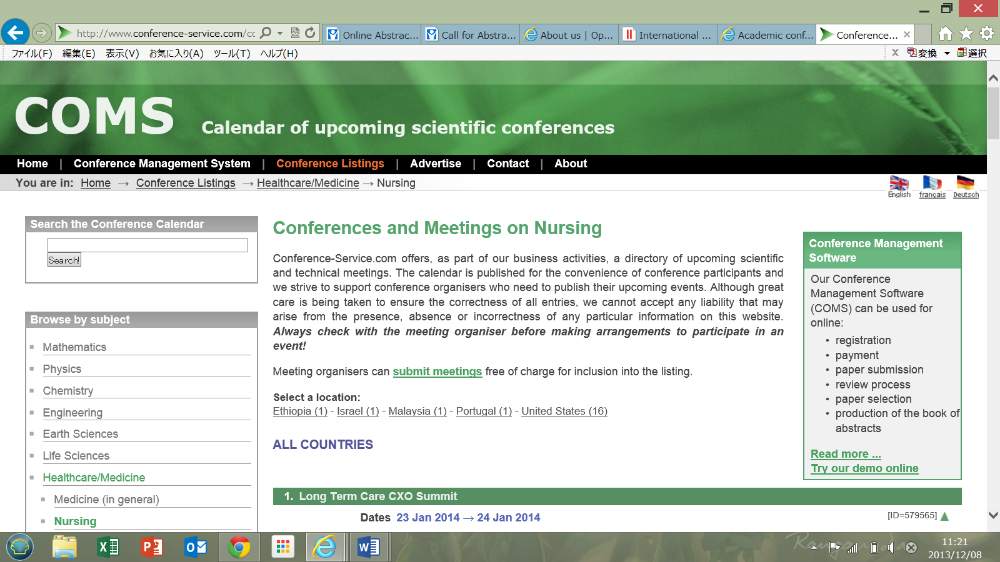 http://www.conference-service.com/cc
Online Abstrac...
Call for Abstra...
About us | Op...
International ...
Academic conf...
Conference...
ファイル(F) 編集(E) 表示(V) お気に入り(A) ツール(T) ヘルプ(H)
x 変換 選択
COMS Calendar of upcoming scientific conferences
Home | Conference Management System | Conference Listings | Advertise | Contact | About
You are in: Home → Conference Listings → Healthcare/Medicine → Nursing
English français Deutsch
Search the Conference Calendar
Search!
Browse by subject
Mathematics
Physics
Chemistry
Engineering
Earth Sciences
Life Sciences
Healthcare/Medicine
Medicine (in general)
Nursing
Conferences and Meetings on Nursing
Conference-Service.com offers, as part of our business activities, a directory of upcoming scientific
and technical meetings. The calendar is published for the convenience of conference participants and
we strive to support conference organisers who need to publish their upcoming events. Although great
care is being taken to ensure the correctness of all entries, we cannot accept any liability that may
arise from the presence, absence or incorrectness of any particular information on this website.
Always check with the meeting organiser before making arrangements to participate in an
event!
Meeting organisers can submit meetings free of charge for inclusion into the listing.
Select a location:
Ethiopia (1) - Israel (1) - Malaysia (1) - Portugal (1) - United States (16)
ALL COUNTRIES
1. Long Term Care CXO Summit
Dates 23 Jan 2014 → 24 Jan 2014
[ID=579565]
Conference Management
Software
Our Conference
Management Software
(COMS) can be used for
online:
• registration
• payment
• paper submission
• review process
• paper selection
• production of the book of
abstracts
Read more ...
Try our demo online
11:21
2013/12/08